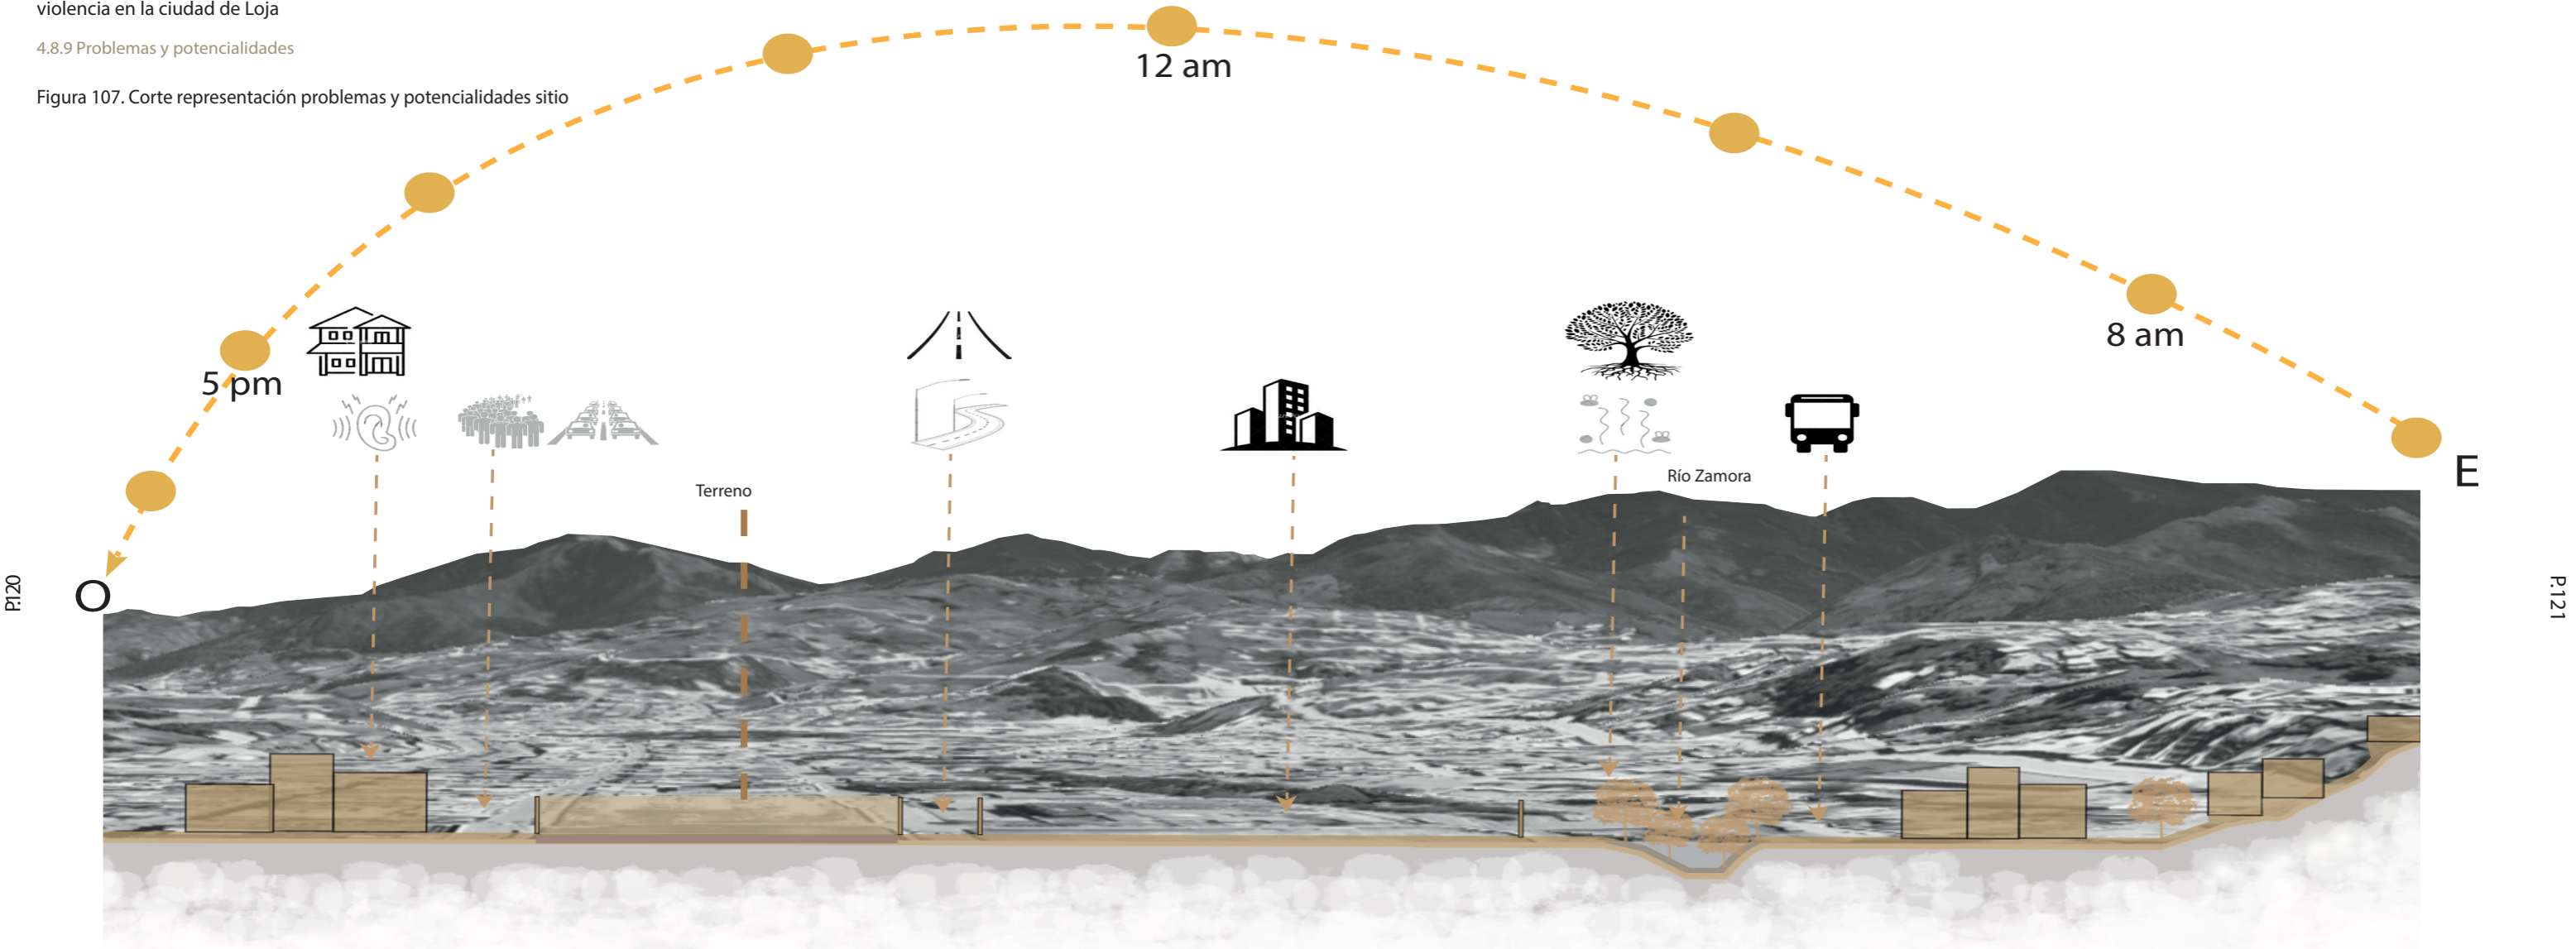 violencia en la ciudad de Loja
4.8.9 Problemas y potencialidades
Figura 107. Corte representación problemas y potencialidades sitio
12 am
8 am
5 pm
E
Río Zamora
Terreno
O
P.120
P.121